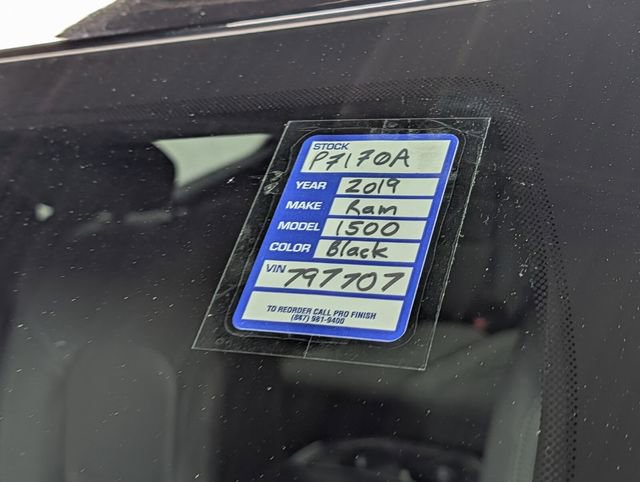 STOCK
P7170A
YEAR 2019
MAKE Ram
MODEL 1500
COLOR Black
VIN 797707
TO REORDER CALL PRO FINISH
(847) 981-9400